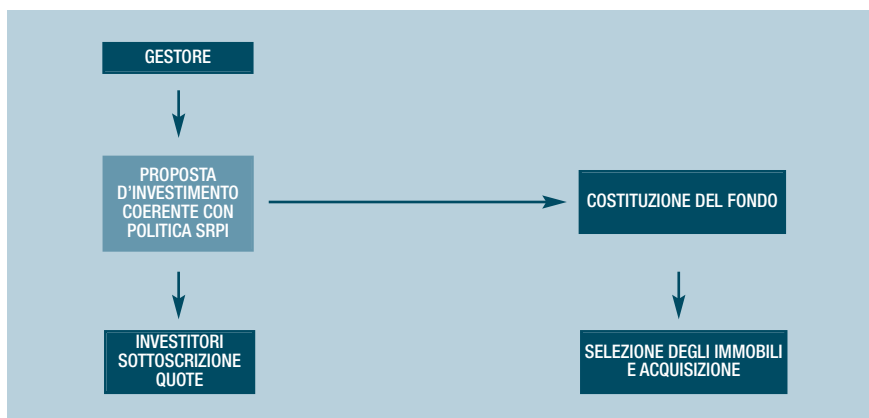 GESTORE
PROPOSTA
D'INVESTIMENTO
COERENTE CON
POLITICA SRPI
COSTITUZIONE DEL FONDO
INVESTITORI
SOTTOSCRIZIONE
QUOTE
SELEZIONE DEGLI IMMOBILI
E ACQUISIZIONE